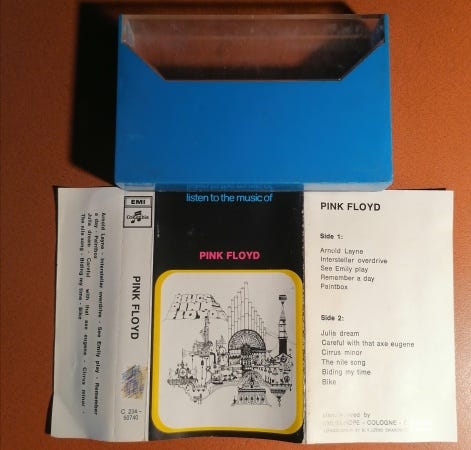 Arnold Layne - Interstellar overdrive - See Emily play - Remember
a day - Paintbox
Julia dream - Careful with that axe eugene - Cirrus minor -
The nile song - Biding my time - Bike
EMI
Columbia
PINK FLOYD
C 234 -
50740
listen to the music of
PINK FLOYD
PINK
FLOYD
PINK FLOYD
Side 1:
Arnold Layne
Interstellar overdrive
See Emily play
Remember a day
Paintbox
Side 2:
Julia dream
Careful with that axe eugene
Cirrus minor
The nile song
Biding my time
Bike
by
- COLOGNE -